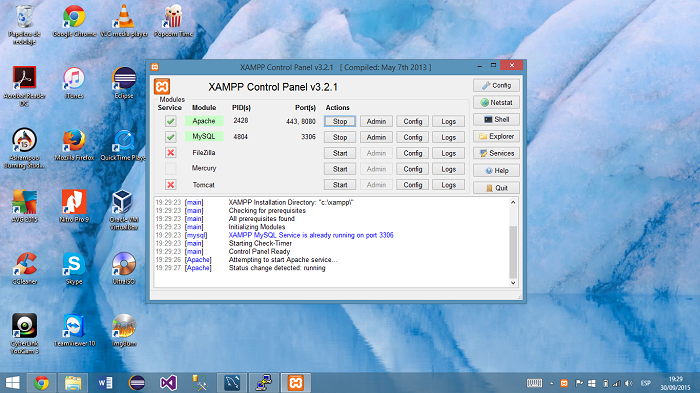 Papelera de
reciclaje
Google Chrome
VLC media player
Popcorn Time
Acrobat Reader
DC
iTunes
Eclipse
Ashampoo
Burning Studi...
Mozilla Firefox
QuickTime Player
AVG 2015
Nitro Pro 9
Oracle VM
VirtualBox
CCleaner
Skype
UltraISO
CyberLink
YouCam 5
TeamViewer 10
ImgBurn
XAMPP Control Panel v3.2.1 [ Compiled: May 7th 2013 ]
XAMPP Control Panel v3.2.1
Config
Modules
Service Module PID(s) Port(s) Actions
Netstat
Apache 2428 443, 8080 Stop Admin Config Logs
Shell
MySQL 4804 3306 Stop Admin Config Logs
Explorer
FileZilla Start Admin Config Logs
Services
Mercury Start Admin Config Logs
Help
Tomcat Start Admin Config Logs
Quit
19:29:23 [main] XAMPP Installation Directory: "c:\xampp\"
19:29:23 [main] Checking for prerequisites
19:29:23 [main] All prerequisites found
19:29:23 [main] Initializing Modules
19:29:23 [mysql] XAMPP MySQL Service is already running on port 3306
19:29:23 [main] Starting Check-Timer
19:29:23 [main] Control Panel Ready
19:29:26 [Apache] Attempting to start Apache service...
19:29:27 [Apache] Status change detected: running
ESP
19:29
30/09/2015